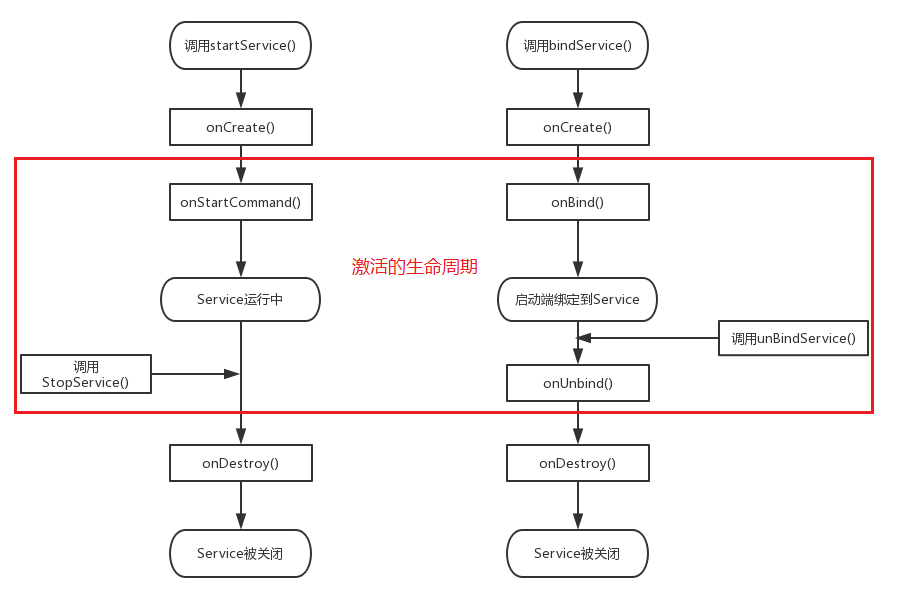 调用startService()
调用bindService()
onCreate()
onCreate()
onStartCommand()
onBind()
激活的生命周期
Service运行中
启动端绑定到Service
调用unBindService()
调用
StopService()
onUnbind()
onDestroy()
onDestroy()
Service被关闭
Service被关闭